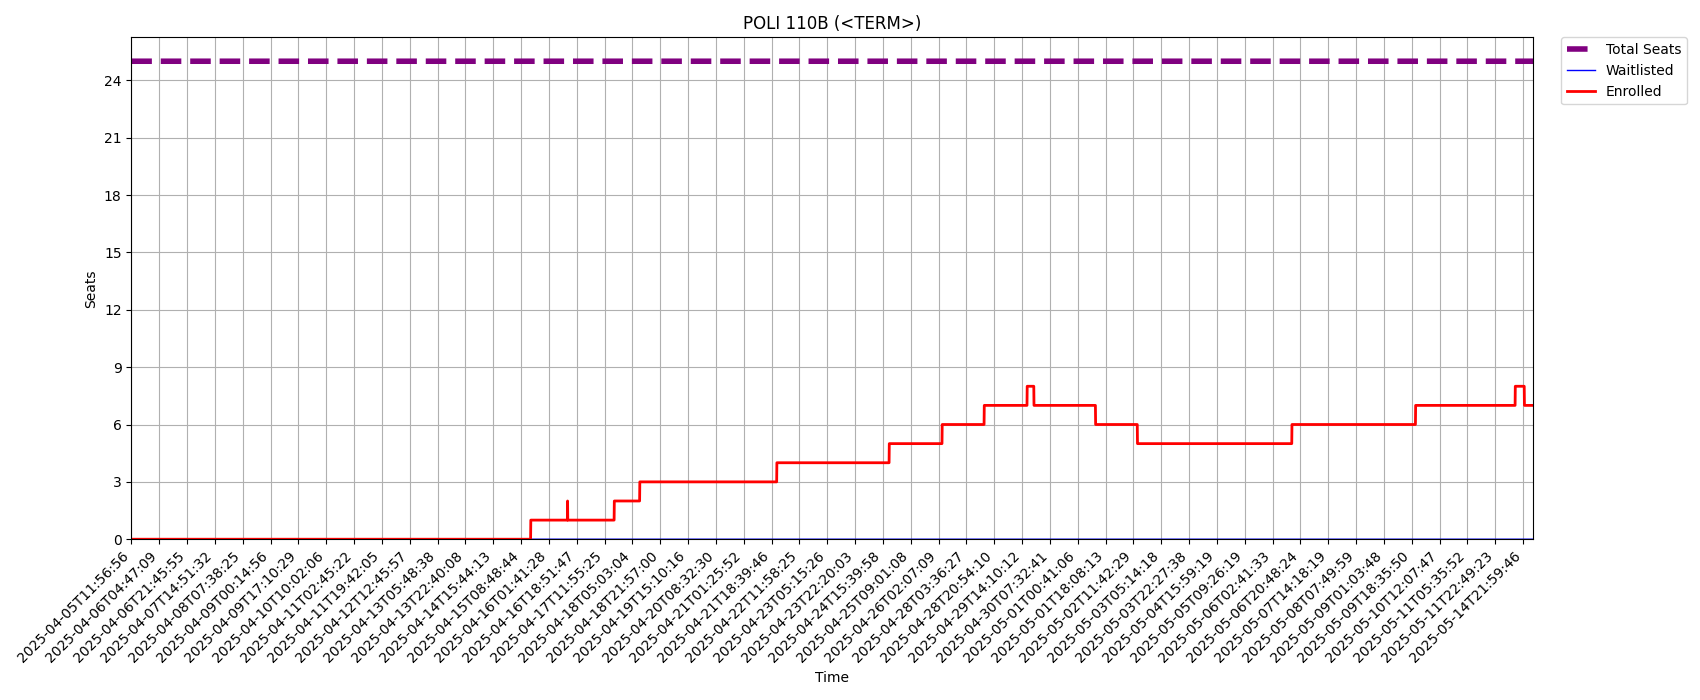 POLI 110B (<TERM>)
Total Seats
Waitlisted
Enrolled
Seats
24
21
18
15
12
9
6
3
0
2025-04-05T11:56:56
2025-04-06T04:47:09
2025-04-06T21:45:55
2025-04-07T14:51:32
2025-04-08T07:38:25
2025-04-09T00:14:56
2025-04-09T17:10:29
2025-04-10T10:02:06
2025-04-11T02:45:22
2025-04-11T19:42:05
2025-04-12T12:45:57
2025-04-13T05:48:38
2025-04-13T22:40:08
2025-04-14T15:44:13
2025-04-15T08:48:44
2025-04-16T01:41:28
2025-04-16T18:51:47
2025-04-17T11:55:25
2025-04-18T05:03:04
2025-04-18T21:57:00
2025-04-19T15:10:16
2025-04-20T08:32:30
2025-04-21T01:25:52
2025-04-21T18:39:46
2025-04-22T11:58:25
2025-04-23T05:15:26
2025-04-23T22:20:03
2025-04-24T15:39:58
2025-04-25T09:01:08
2025-04-26T02:07:09
2025-04-28T03:36:27
2025-04-28T20:54:10
2025-04-29T14:10:12
2025-04-30T07:32:41
2025-05-01T00:41:06
2025-05-01T18:08:13
2025-05-02T11:42:29
2025-05-03T05:14:18
2025-05-03T22:27:38
2025-05-04T15:59:19
2025-05-05T09:26:19
2025-05-06T02:41:33
2025-05-06T20:48:24
2025-05-07T14:18:19
2025-05-08T07:49:59
2025-05-09T01:03:48
2025-05-09T18:35:50
2025-05-10T12:07:47
2025-05-11T05:35:52
2025-05-11T22:49:23
2025-05-14T21:59:46
Time